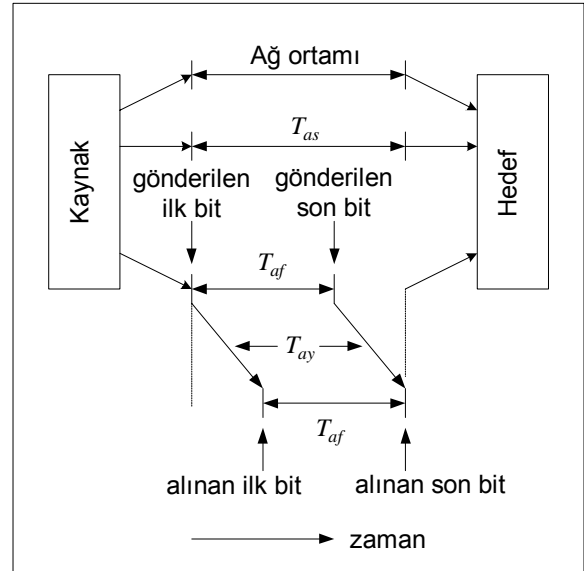 Ağ ortamı
Kaynak
Hedef
T_as
gönderilen
ilk bit
gönderilen
son bit
T_af
T_ay
T_af
alınan ilk bit
alınan son bit
zaman